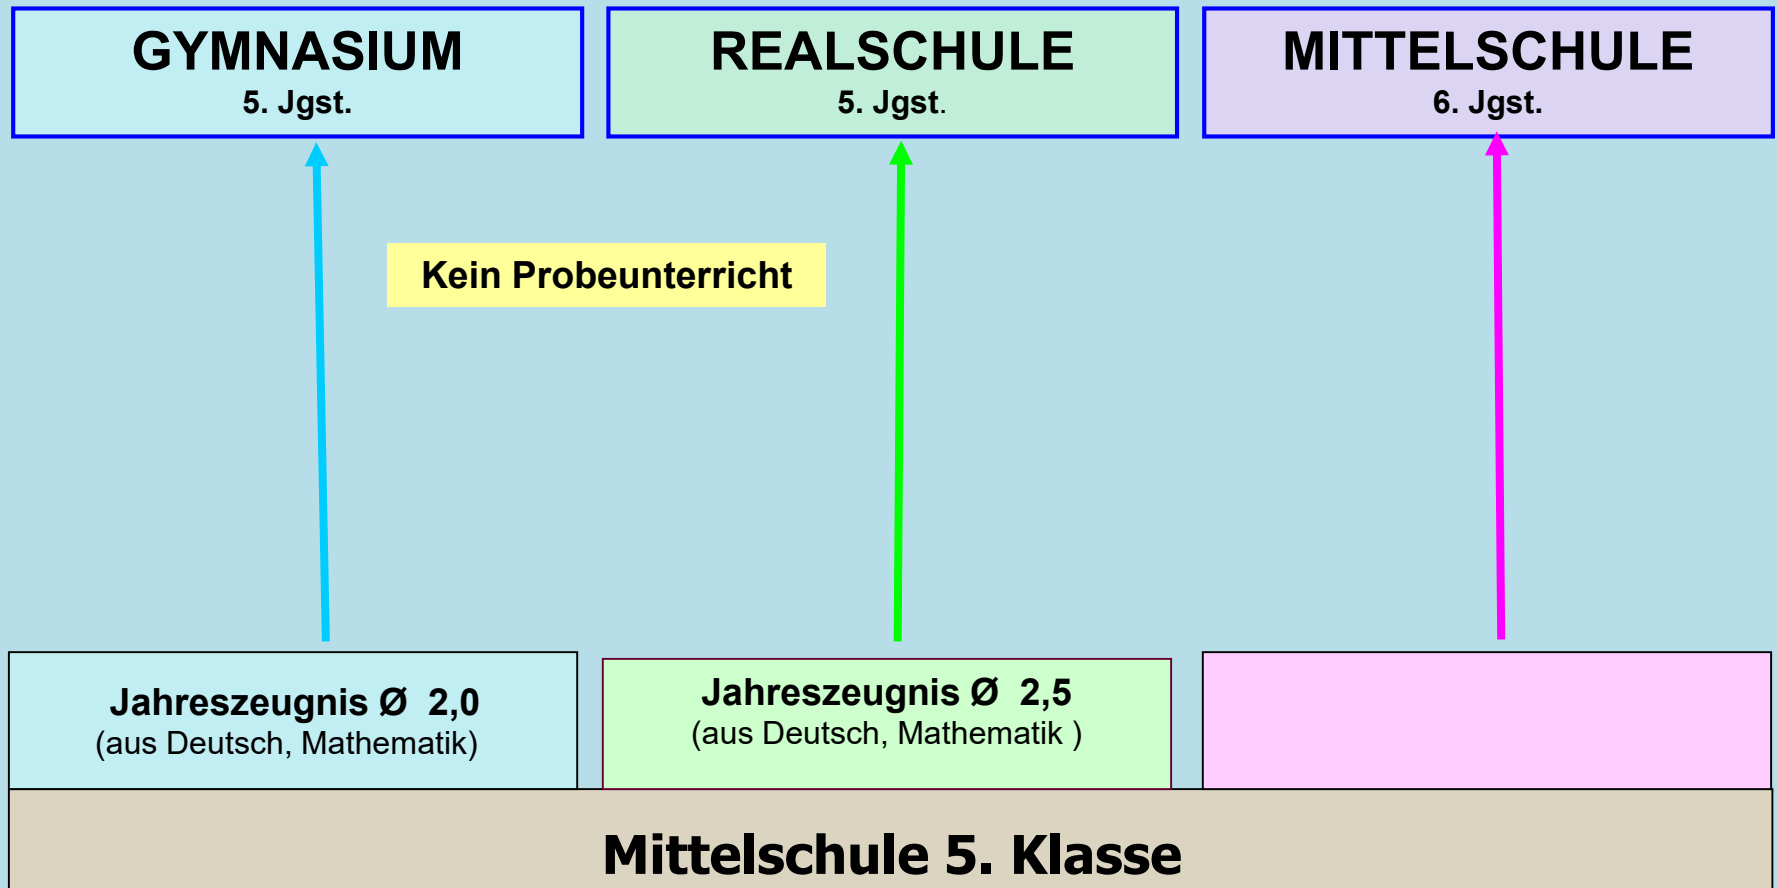 GYMNASIUM
5. Jgst.
REALSCHULE
5. Jgst.
MITTELSCHULE
6. Jgst.
Kein Probeunterricht
Jahreszeugnis Ø 2,0
(aus Deutsch, Mathematik)
Jahreszeugnis Ø 2,5
(aus Deutsch, Mathematik )
Mittelschule 5. Klasse